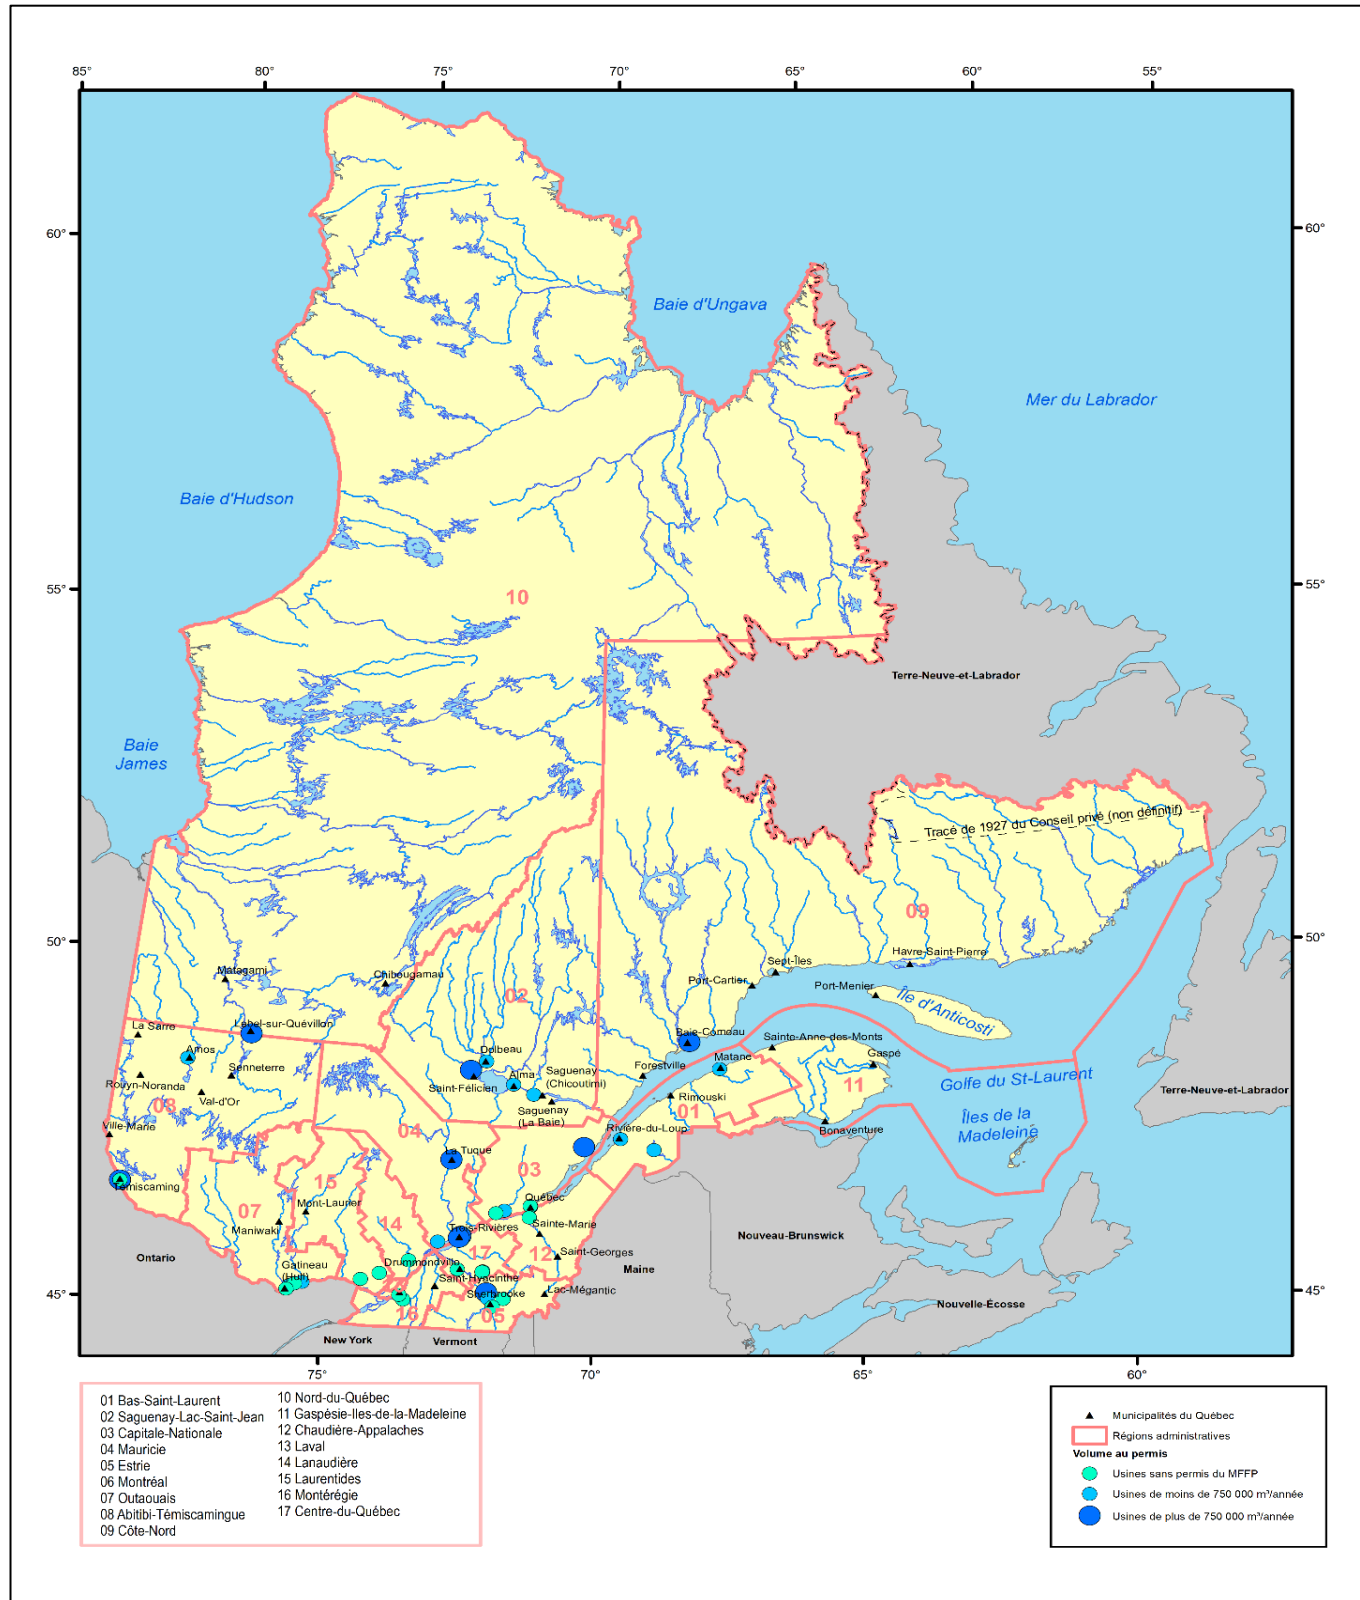 85°
80°
75°
70°
65°
60°
55°
60°
60°
Baie d'Ungava
Mer du Labrador
Baie d'Hudson
55°
55°
10
Terre-Neuve-et-Labrador
Baie
James
Tracé de 1927 du Conseil privé (non définitif)
09
50°
50°
Havre-Saint-Pierre
Sept-Îles
Port-Cartier
Port-Menier
Île d'Anticosti
Matagami
Chibougamau
02
La Sarre
Lebel-sur-Quévillon
Baie-Comeau
Sainte-Anne-des-Monts
Amos
Dolbeau
Matane
Gaspé
Senneterre
Rouyn-Noranda
Val-d'Or
Saint-Félicien
Alma
Saguenay
(Chicoutimi)
Forestville
Golfe du St-Laurent
11
08
Saguenay
(La Baie)
Rimouski
01
Terre-Neuve-et-Labrador
Ville-Marie
04
Rivière-du-Loup
Bonaventure
Îles de la
Madeleine
La Tuque
03
Témiscaming
15
07
Mont-Laurier
Québec
Maniwaki
14
Trois-Rivières
Sainte-Marie
Nouveau-Brunswick
17
12
Saint-Georges
Ontario
Gatineau
(Hull)
Drummondville
Maine
Saint-Hyacinthe
Sherbrooke
Lac-Mégantic
45°
45°
16
05
Nouvelle-Écosse
New York
Vermont
75°
70°
65°
60°
01 Bas-Saint-Laurent
02 Saguenay-Lac-Saint-Jean
03 Capitale-Nationale
04 Mauricie
05 Estrie
06 Montréal
07 Outaouais
08 Abitibi-Témiscamingue
09 Côte-Nord
10 Nord-du-Québec
11 Gaspésie-Iles-de-la-Madeleine
12 Chaudière-Appalaches
13 Laval
14 Lanaudière
15 Laurentides
16 Montérégie
17 Centre-du-Québec
Municipalités du Québec
Régions administratives
Volume au permis
Usines sans permis du MFFP
Usines de moins de 750 000 m³/année
Usines de plus de 750 000 m³/année